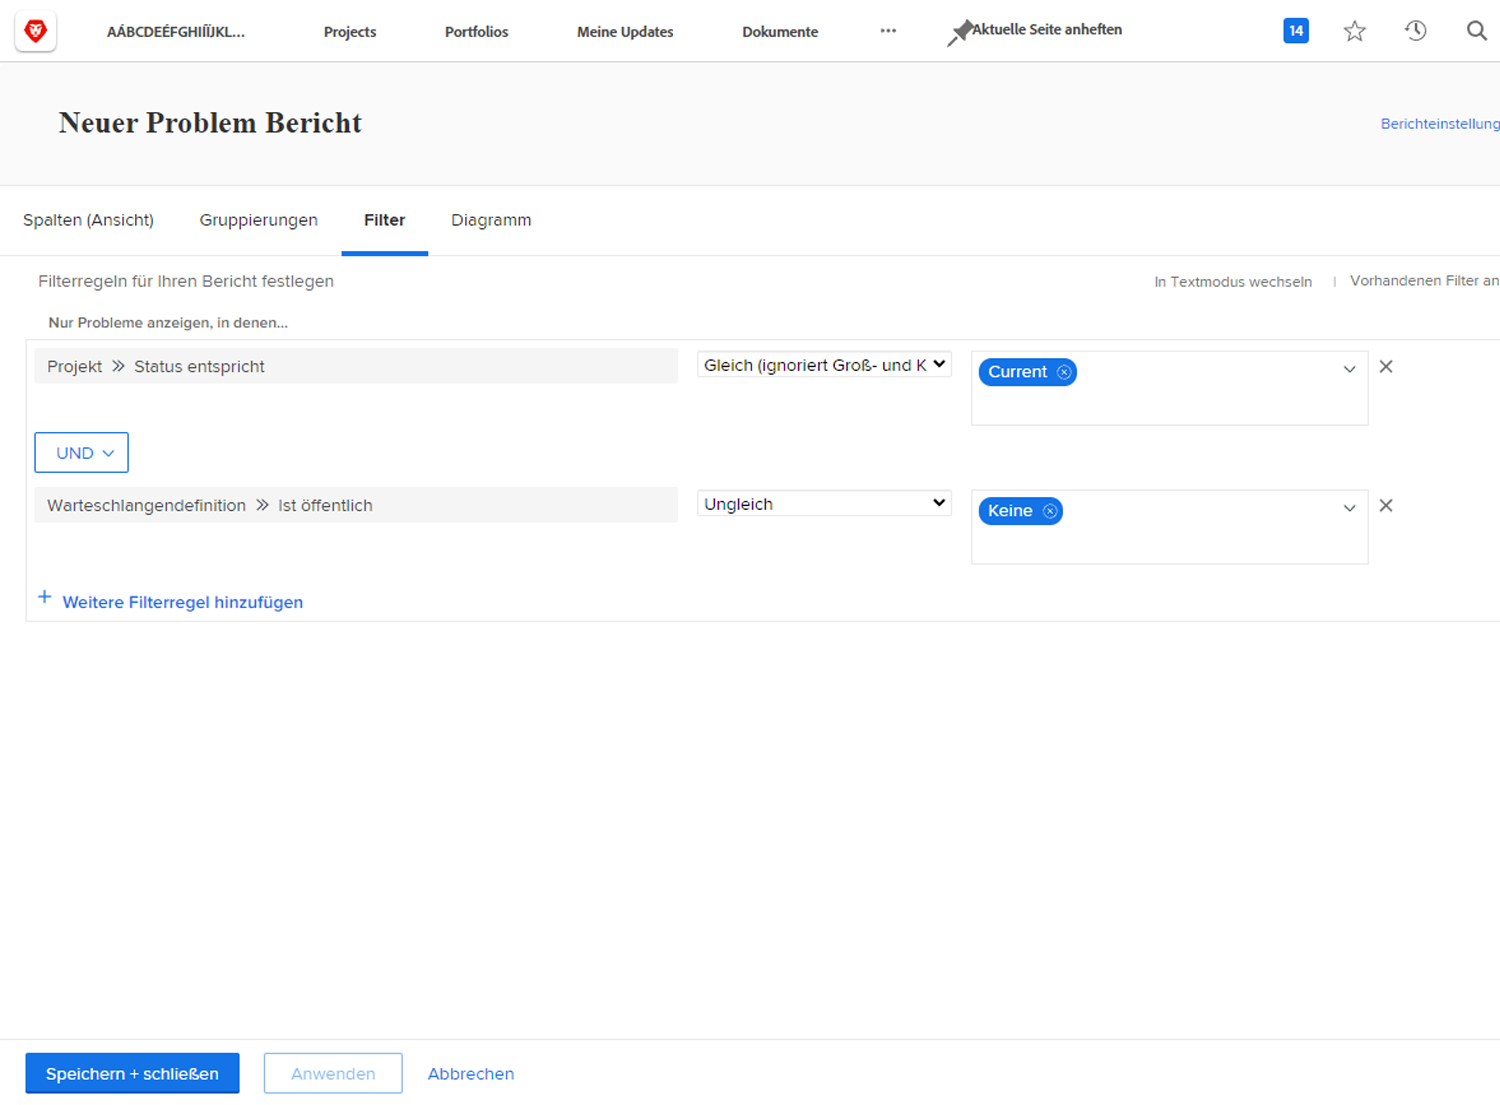 AÁBCDEÉFGHIÍÏJKL...
Projects
Portfolios
Meine Updates
Dokumente
Aktuelle Seite anheften
14
Neuer Problem Bericht
Berichteinstellung
Spalten (Ansicht)
Gruppierungen
Filter
Diagramm
Filterregeln für Ihren Bericht festlegen
In Textmodus wechseln
Vorhandenen Filter an
Nur Probleme anzeigen, in denen...
Projekt >> Status entspricht
Gleich (ignoriert Groß- und K
Current
UND
Warteschlangendefinition >> Ist öffentlich
Ungleich
Keine
+ Weitere Filterregel hinzufügen
Speichern + schließen
Anwenden
Abbrechen